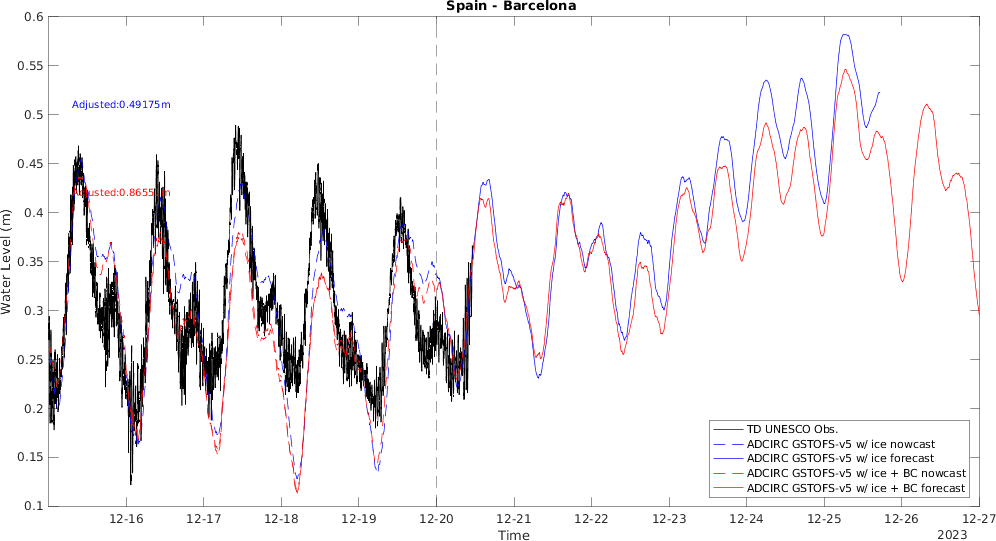 Spain - Barcelona
0.6
0.55
0.5
0.45
0.4
0.35
0.3
0.25
0.2
0.15
0.1
Water Level (m)
Adjusted:0.49175m
TD UNESCO Obs.
ADCIRC GSTOFS-v5 w/ ice nowcast
ADCIRC GSTOFS-v5 w/ ice forecast
ADCIRC GSTOFS-v5 w/ ice + BC nowcast
ADCIRC GSTOFS-v5 w/ ice + BC forecast
12-16 12-17 12-18 12-19 12-20 12-21 12-22 12-23 12-24 12-25 12-26 12-27
Time
2023